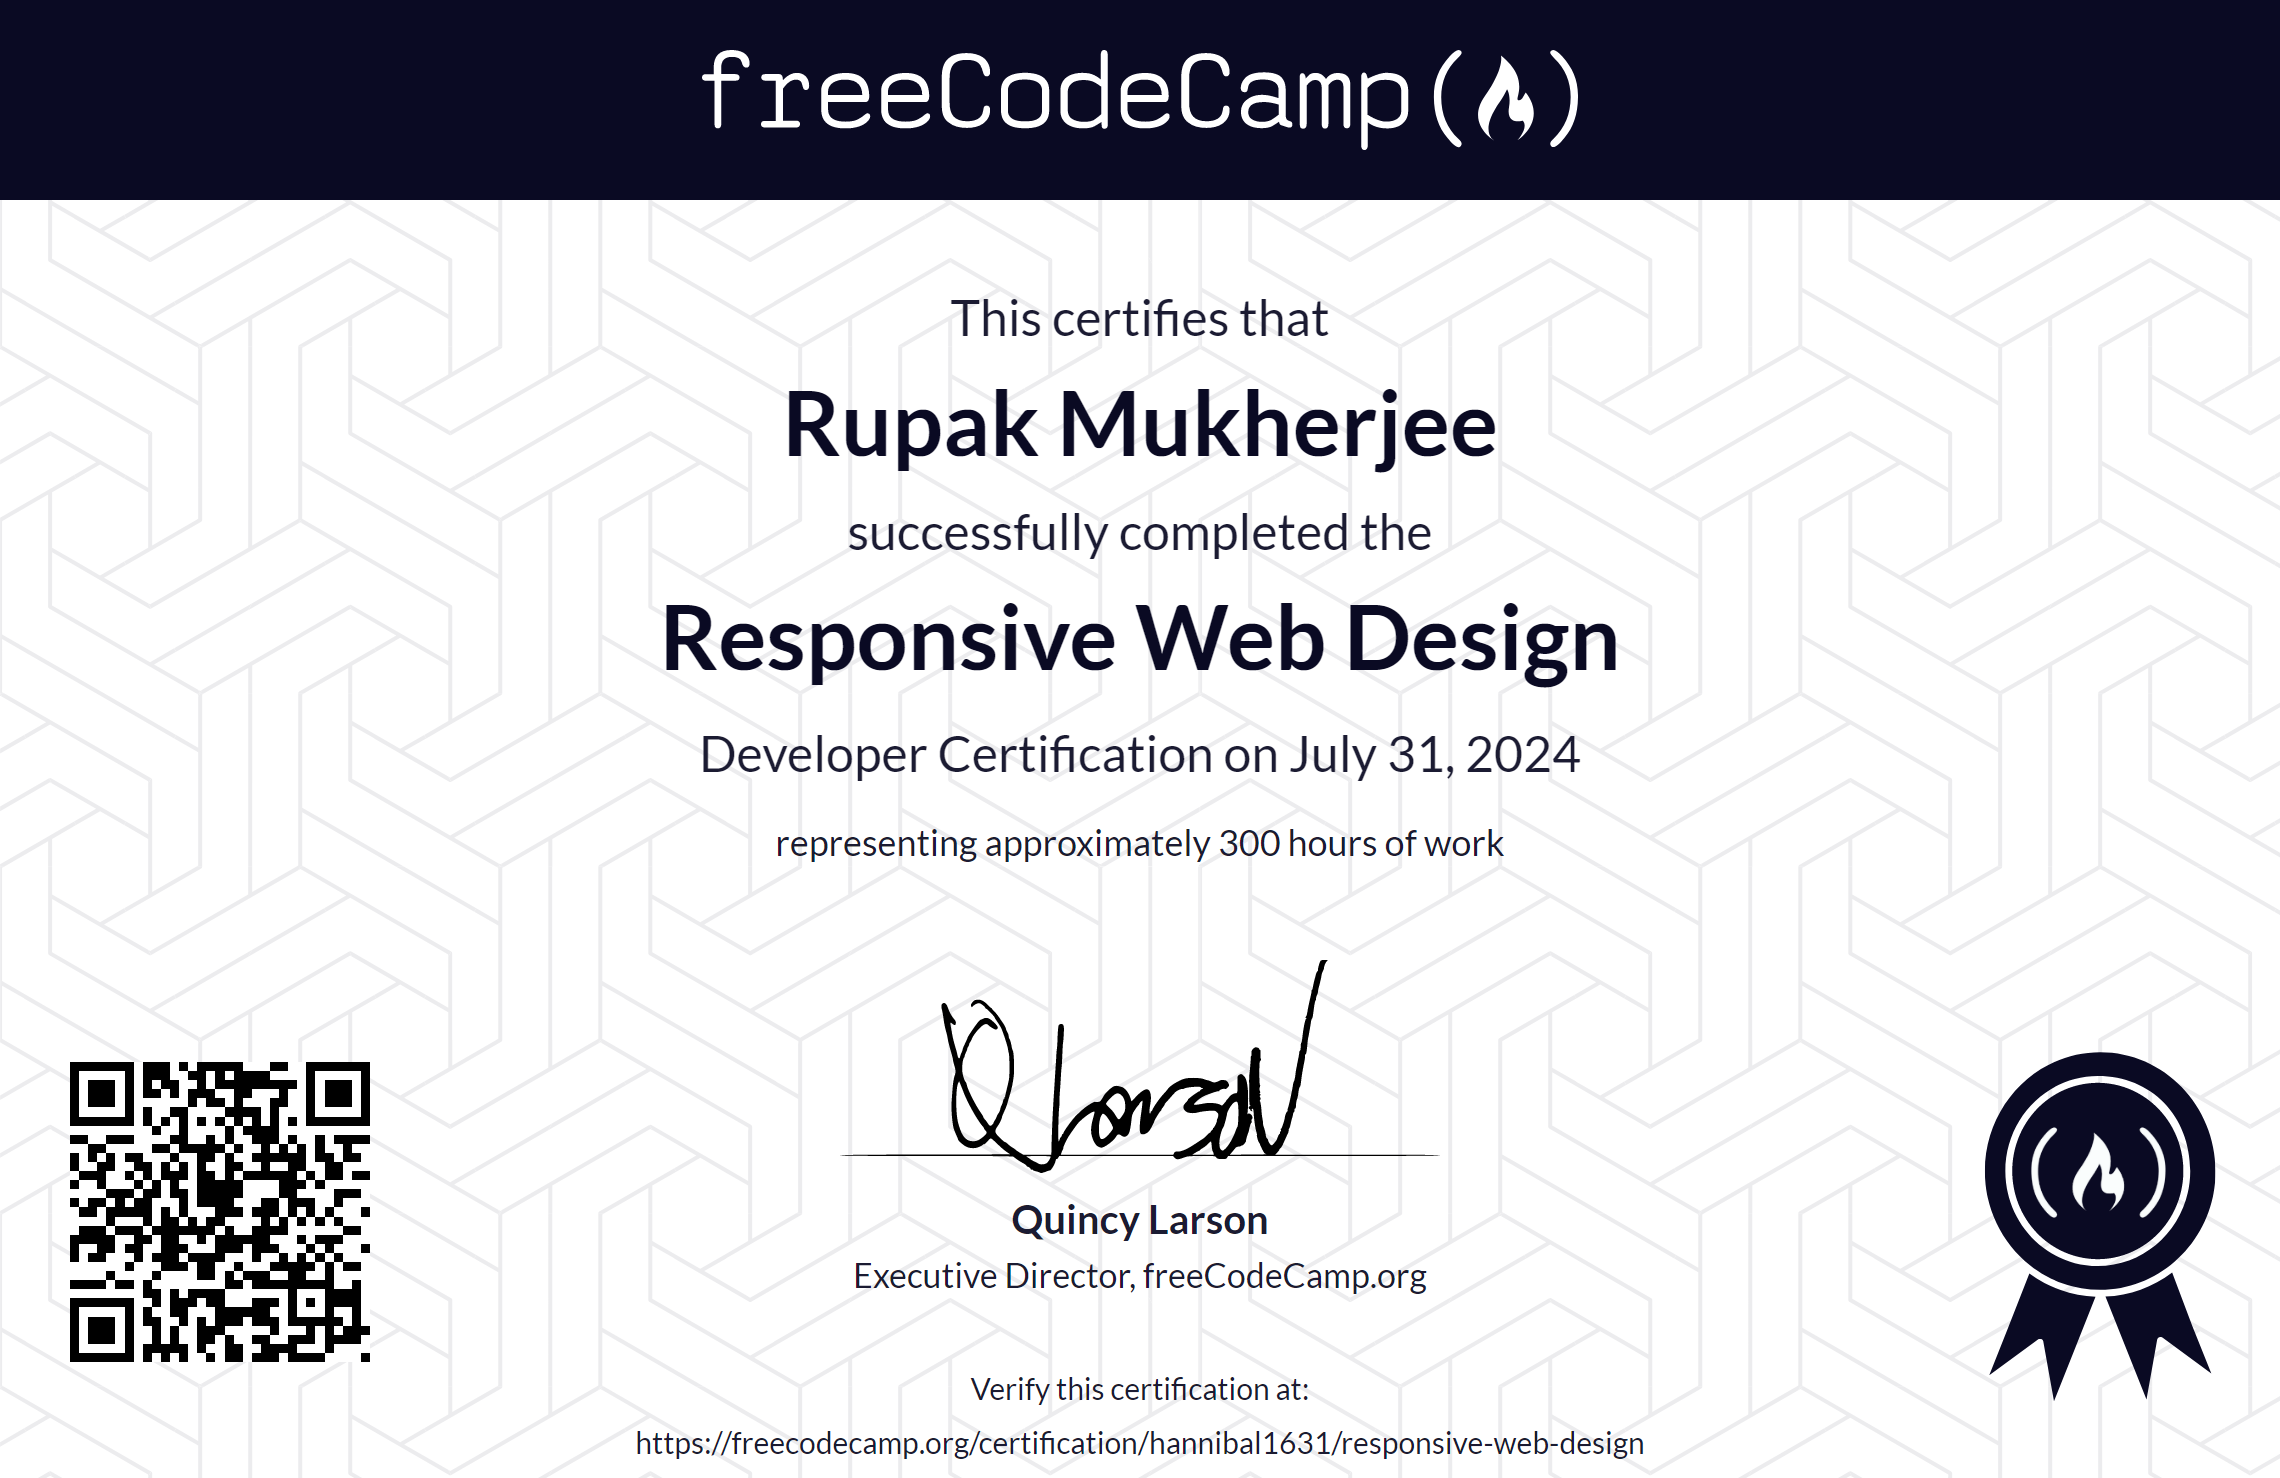 freeCodeCamp
This certifies that
Rupak Mukherjee
successfully completed the
Responsive Web Design
Developer Certification on July 31, 2024
representing approximately 300 hours of work
Quincy Larson
Executive Director, freeCodeCamp.org
Verify this certification at:
https://freecodecamp.org/certification/hannibal1631/responsive-web-design